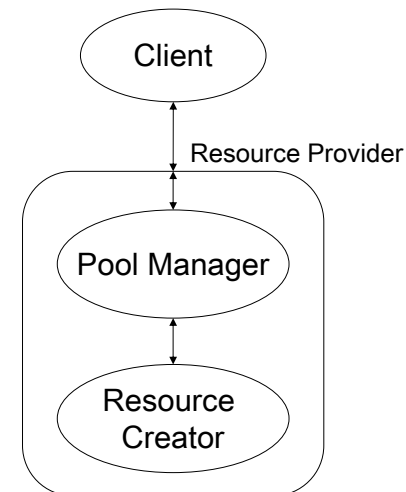 Client
Resource Provider
Pool Manager
Resource
Creator